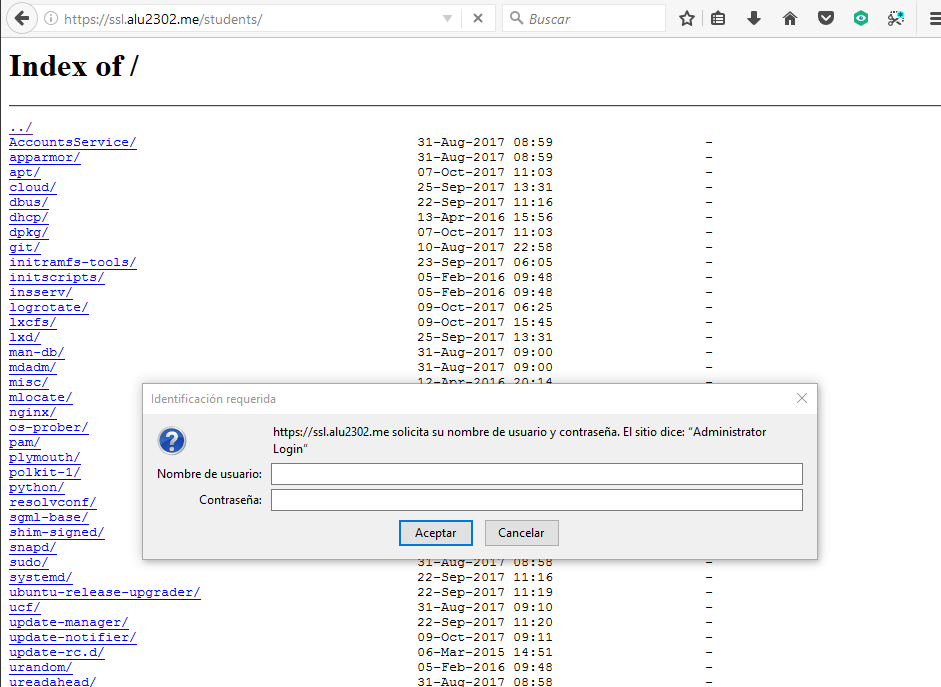 https://ssl.alu2302.me/students/
Buscar
Index of /
../
AccountsService/ 31-Aug-2017 08:59 -
apparmor/ 31-Aug-2017 08:59 -
apt/ 07-Oct-2017 11:03 -
cloud/ 25-Sep-2017 13:31 -
dbus/ 22-Sep-2017 11:16 -
dhcp/ 13-Apr-2016 15:56 -
dpkg/ 07-Oct-2017 11:03 -
git/ 10-Aug-2017 22:58 -
initramfs-tools/ 23-Sep-2017 06:05 -
initscripts/ 05-Feb-2016 09:48 -
insserv/ 05-Feb-2016 09:48 -
logrotate/ 09-Oct-2017 06:25 -
lxcfs/ 09-Oct-2017 15:45 -
lxd/ 25-Sep-2017 13:31 -
man-db/ 31-Aug-2017 09:00 -
mdadm/ 31-Aug-2017 09:00 -
misc/ 12-Apr-2016 20:14 -
mlocate/
nginx/
os-prober/
pam/
plymouth/
polkit-1/
python/
resolvconf/
sgml-base/
shim-signed/
snapd/
Identificación requerida
https://ssl.alu2302.me solicita su nombre de usuario y contraseña. El sitio dice: “Administrator
Login”
Nombre de usuario:
Contraseña:
Aceptar Cancelar
sudo/ 31-Aug-2017 08:58 -
systemd/ 22-Sep-2017 11:16 -
ubuntu-release-upgrader/ 22-Sep-2017 11:19 -
ucf/ 31-Aug-2017 09:10 -
update-manager/ 22-Sep-2017 11:20 -
update-notifier/ 09-Oct-2017 09:11 -
update-rc.d/ 06-Mar-2015 14:51 -
urandom/ 05-Feb-2016 09:48 -
ureadahead/ 31-Aug-2017 08:58 -